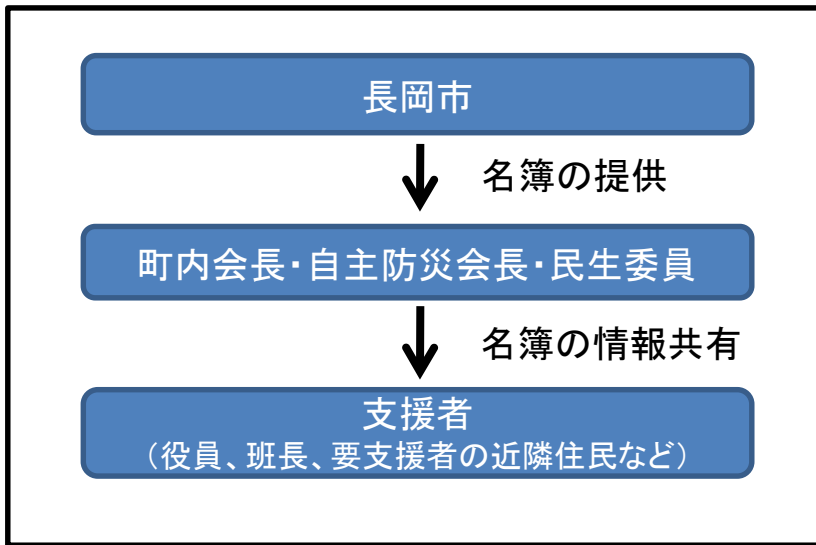 長岡市
名簿の提供
町内会長・自主防災会長・民生委員
名簿の情報共有
支援者
（役員、班長、要支援者の近隣住民など）